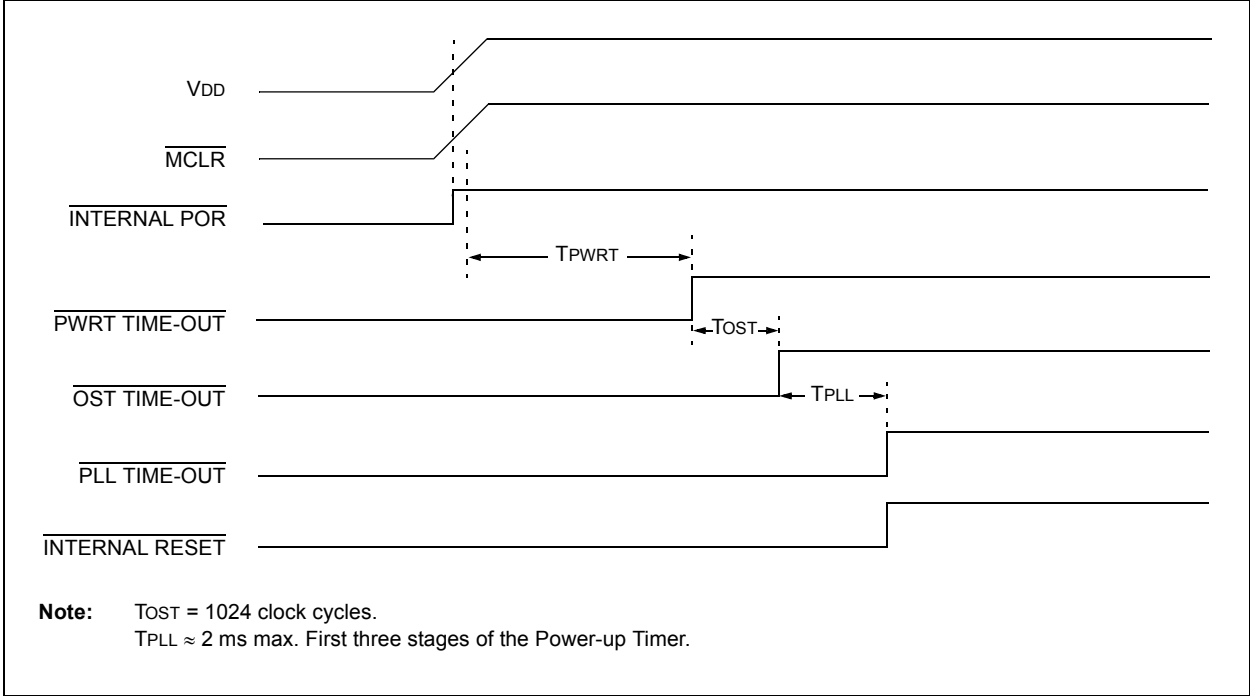 VDD
MCLR
INTERNAL POR
TPWRT
PWRT TIME-OUT
TOST
OST TIME-OUT
TPLL
PLL TIME-OUT
INTERNAL RESET
Note: TOST = 1024 clock cycles.
TPLL ≈ 2 ms max. First three stages of the Power-up Timer.